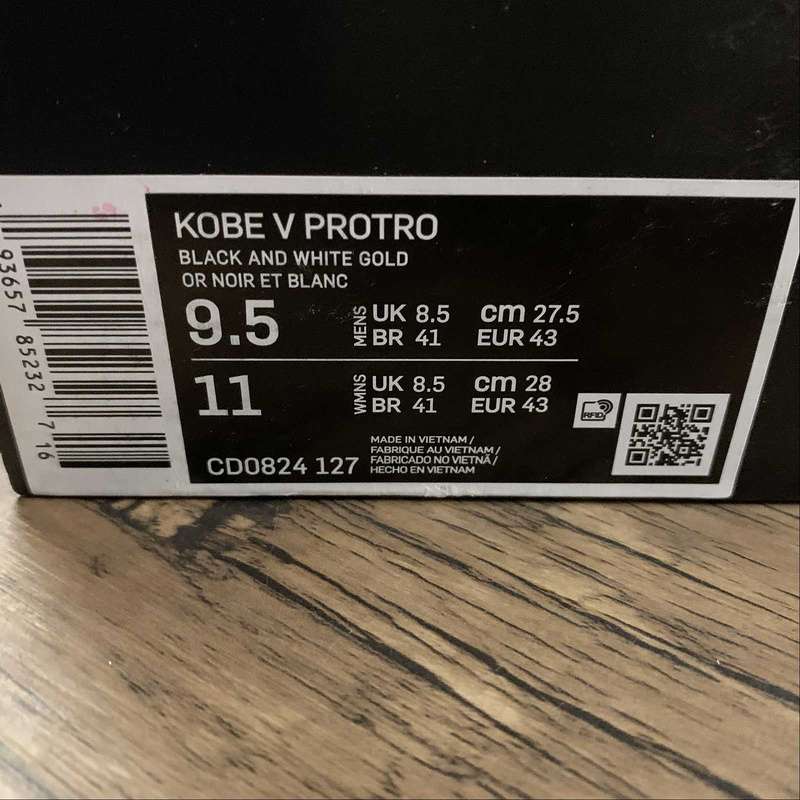 KOBE V PROTRO
BLACK AND WHITE GOLD
OR NOIR ET BLANC
9.5 MENS UK 8.5 cm 27.5
BR 41 EUR 43
11 WMNS UK 8.5 cm 28
BR 41 EUR 43
RFID
CD0824 127
MADE IN VIETNAM /
FABRIQUE AU VIETNAM /
FABRICADO NO VIETNÃ /
HECHO EN VIETNAM
93657 85232 716